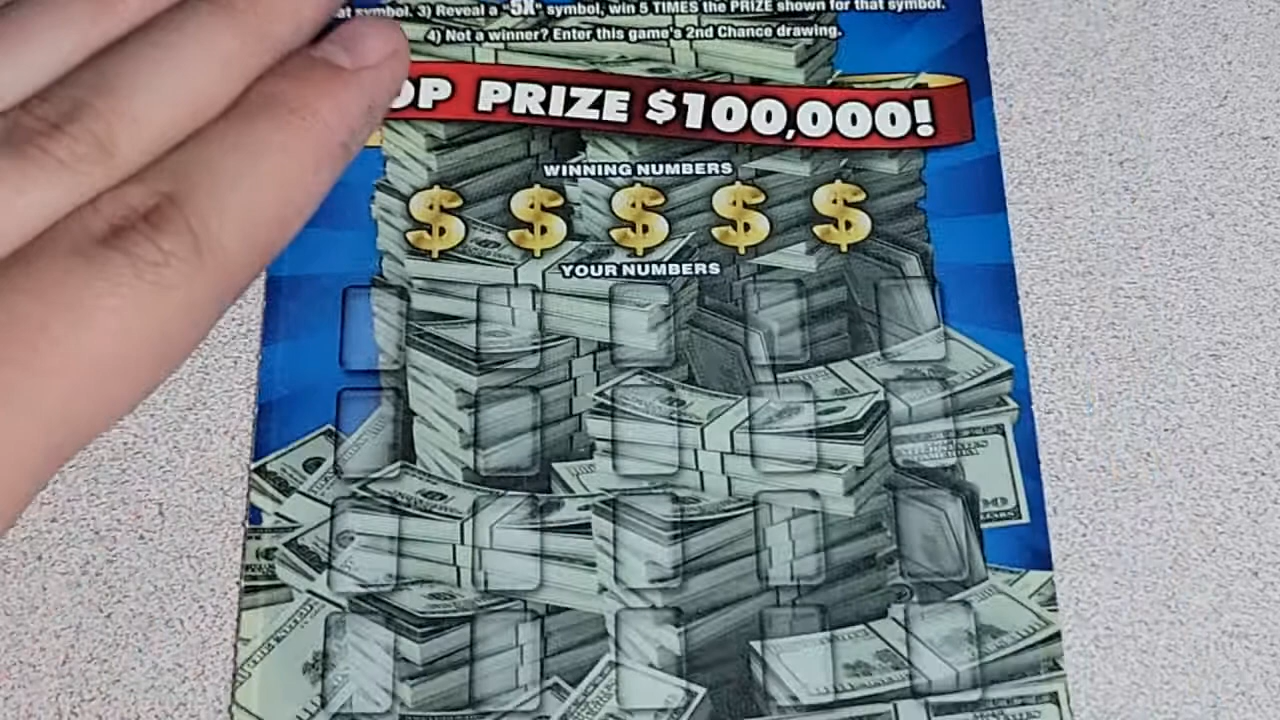 at symbol. 3) Reveal a "5X" symbol, win 5 TIMES the PRIZE shown for that symbol.
4) Not a winner? Enter this game's 2nd Chance drawing.
OP PRIZE $100,000!
WINNING NUMBERS
$ $ $ $ $
YOUR NUMBERS